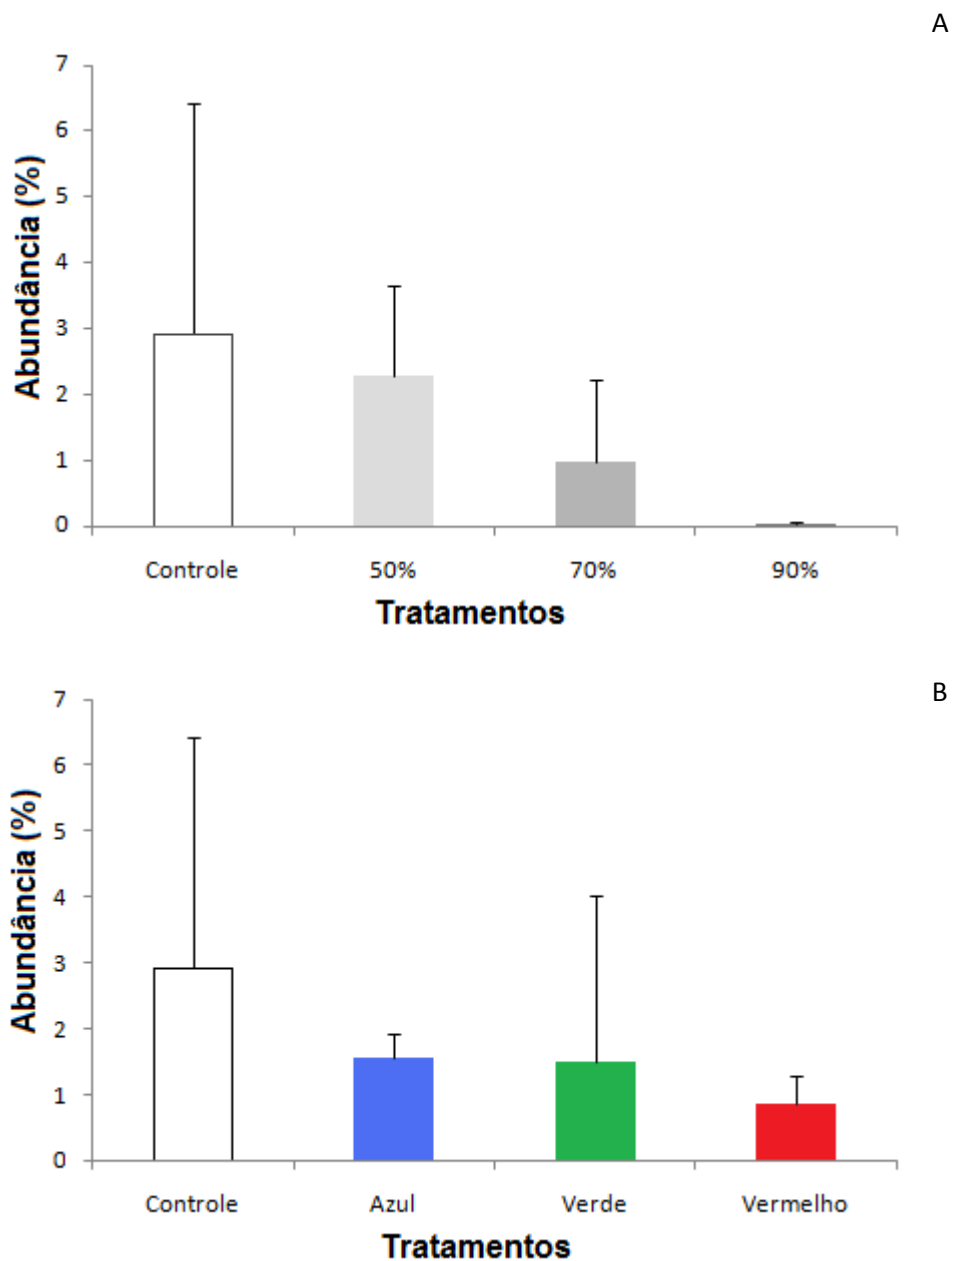 A
7
6
5
4
3
2
1
0
Abundância (%)
Controle 50% 70% 90%
Tratamentos
B
7
6
5
4
3
2
1
0
Abundância (%)
Controle Azul Verde Vermelho
Tratamentos